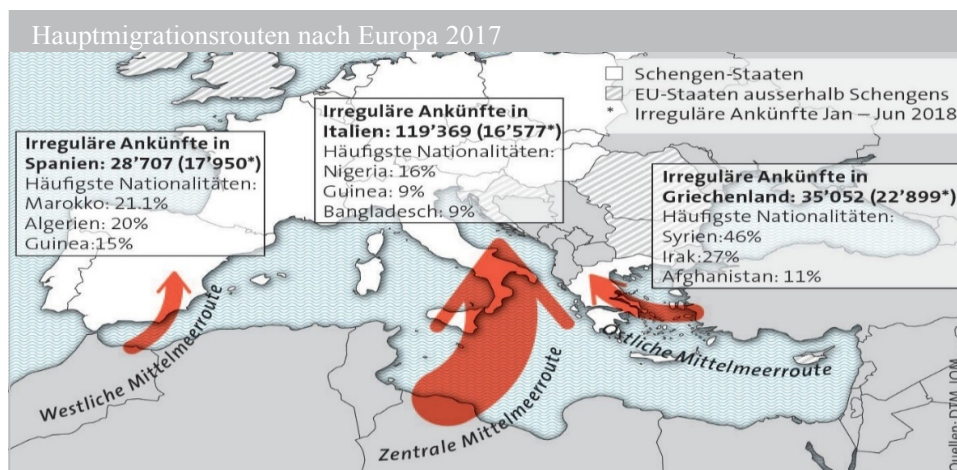 Hauptmigrationsrouten nach Europa 2017
Schengen-Staaten
EU-Staaten ausserhalb Schengens
* Irreguläre Ankünfte Jan – Jun 2018
Irreguläre Ankünfte in
Spanien: 28'707 (17'950*)
Häufigste Nationalitäten:
Marokko: 21.1%
Algerien: 20%
Guinea:15%
Irreguläre Ankünfte in
Italien: 119'369 (16'577*)
Häufigste Nationalitäten:
Nigeria: 16%
Guinea: 9%
Bangladesch: 9%
Irreguläre Ankünfte in
Griechenland: 35'052 (22'899*)
Häufigste Nationalitäten:
Syrien:46%
Irak:27%
Afghanistan: 11%
Westliche Mittelmeerroute
Zentrale Mittelmeerroute
Östliche Mittelmeerroute
Quellen: DTM, IOM